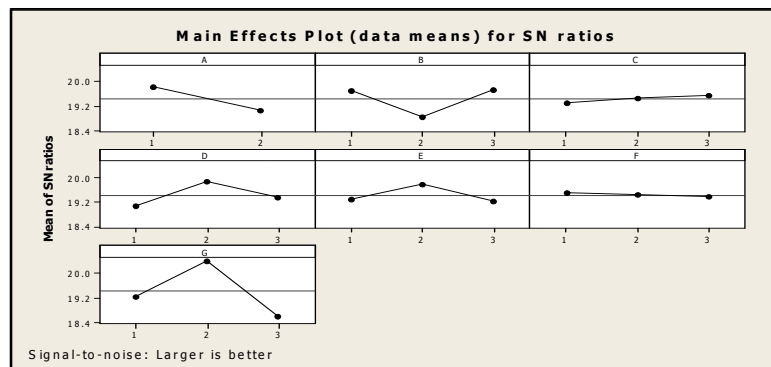 Main Effects Plot (data means) for SN ratios
Mean of SN ratios
A B C
20.0
19.2
18.4
1 2 1 2 3 1 2 3
D E F
20.0
19.2
18.4
1 2 3 1 2 3 1 2 3
G
20.0
19.2
18.4
1 2 3
Signal-to-noise: Larger is better